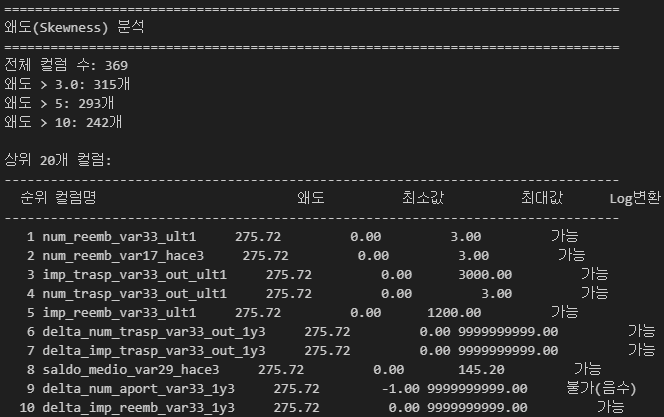 ================================================================================
왜도(Skewness) 분석
================================================================================
전체 컬럼 수: 369
왜도 > 3.0: 315개
왜도 > 5: 293개
왜도 > 10: 242개
상위 20개 컬럼:
--------------------------------------------------------------------------------
순위 컬럼명 왜도 최소값 최대값 Log변환
--------------------------------------------------------------------------------
1 num_reemb_var33_ult1 275.72 0.00 3.00 가능
2 num_reemb_var17_hace3 275.72 0.00 3.00 가능
3 imp_trasp_var33_out_ult1 275.72 0.00 3000.00 가능
4 num_trasp_var33_out_ult1 275.72 0.00 3.00 가능
5 imp_reemb_var33_ult1 275.72 0.00 1200.00 가능
6 delta_num_trasp_var33_out_1y3 275.72 0.00 9999999999.00 가능
7 delta_imp_trasp_var33_out_1y3 275.72 0.00 9999999999.00 가능
8 saldo_medio_var29_hace3 275.72 0.00 145.20 가능
9 delta_num_aport_var33_1y3 275.72 -1.00 9999999999.00 불가(음수)
10 delta_imp_reemb_var33_1y3 275.72 0.00 9999999999.00 가능